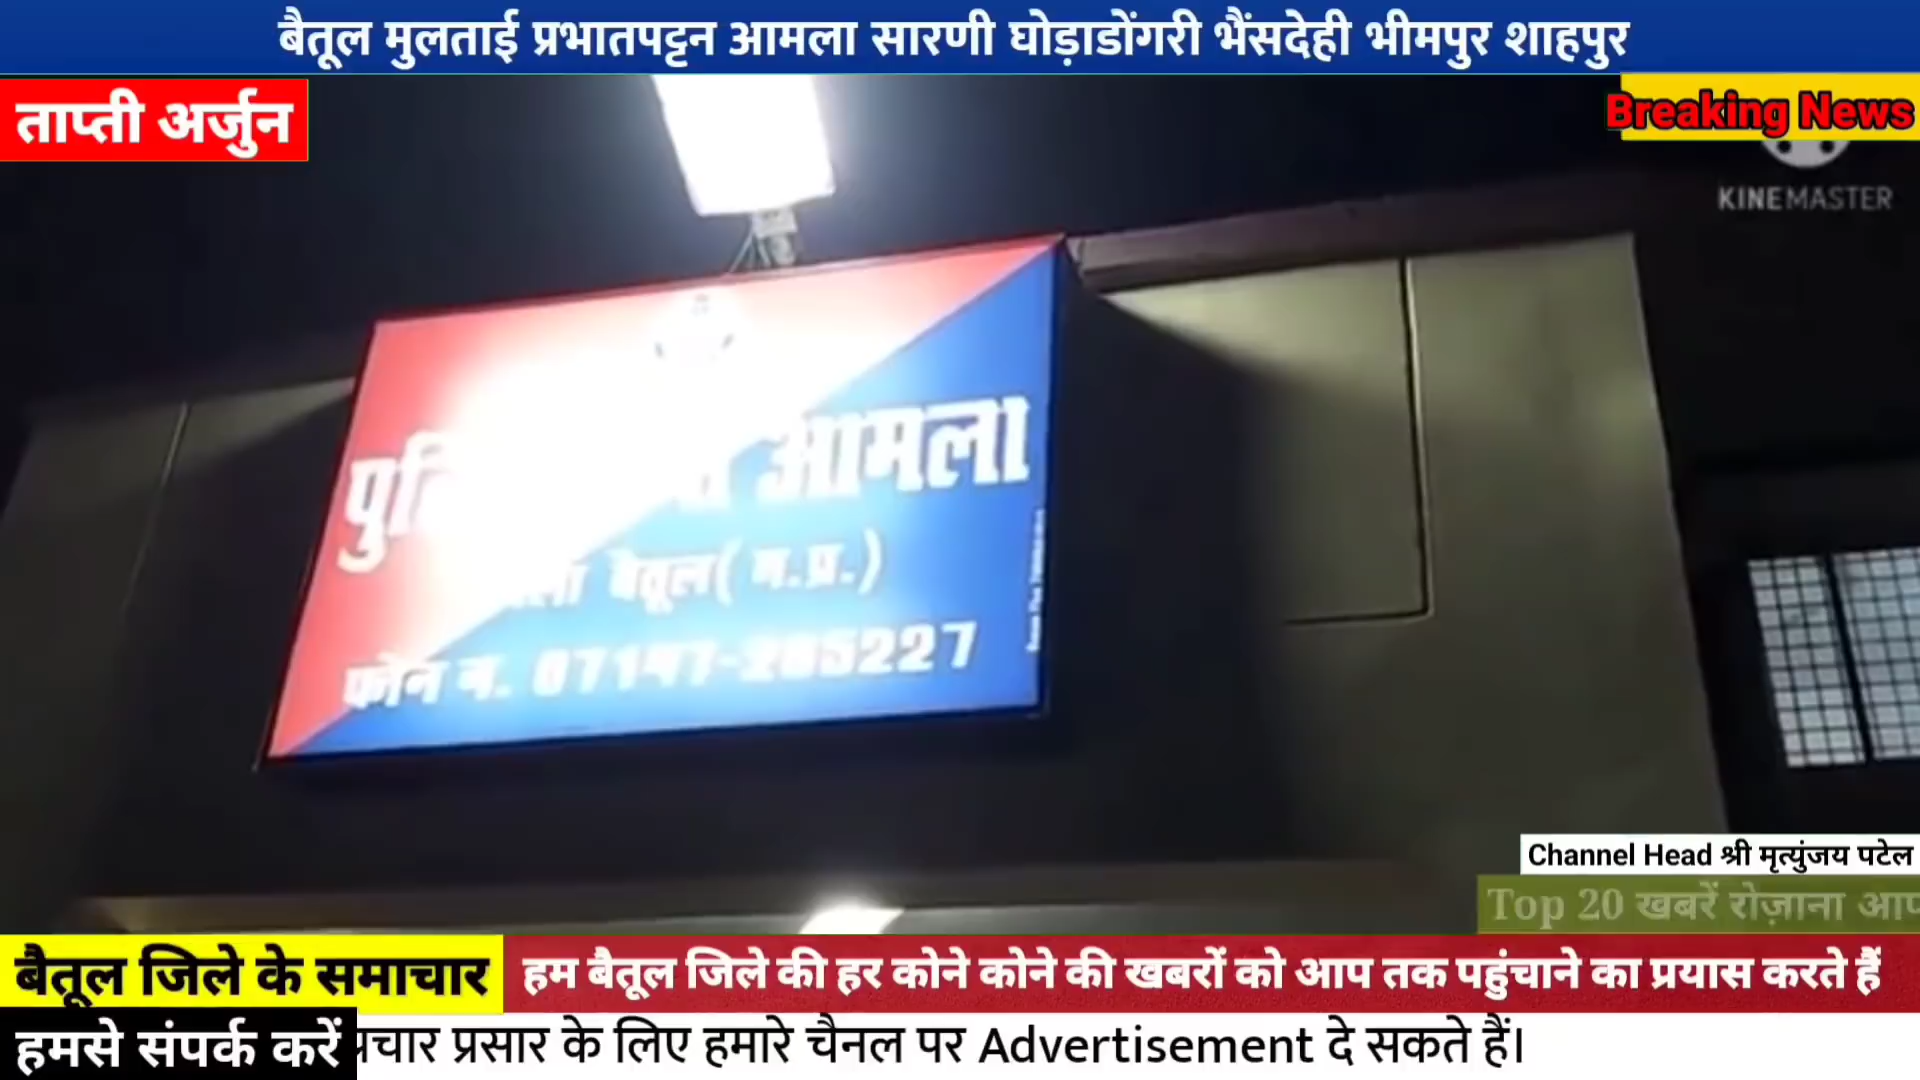 बैतूल मुलताई प्रभातपट्टन आमला सारणी घोड़ाडोंगरी भैंसदेही भीमपुर शाहपुर
ताप्ती अर्जुन
Breaking News
KINEMASTER
आमला
बैतूल( म.प्र.)
फोन न. 07147-285227
Channel Head श्री मृत्युंजय पटेल
Top 20 खबरें रोज़ाना
बैतूल जिले के समाचार
हम बैतूल जिले की हर कोने कोने की खबरों को आप तक पहुंचाने का प्रयास करते हैं
हमसे संपर्क करें
प्रसार के लिए हमारे चैनल पर Advertisement दे सकते हैं।